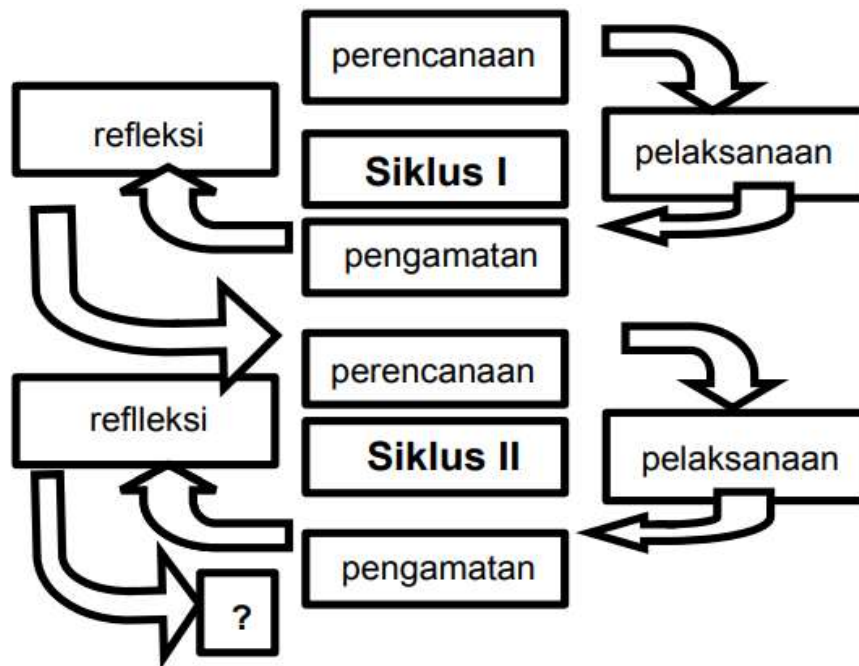 perencanaan
refleksi
pelaksanaan
Siklus I
pengamatan
perencanaan
reflleksi
pelaksanaan
Siklus II
pengamatan
?